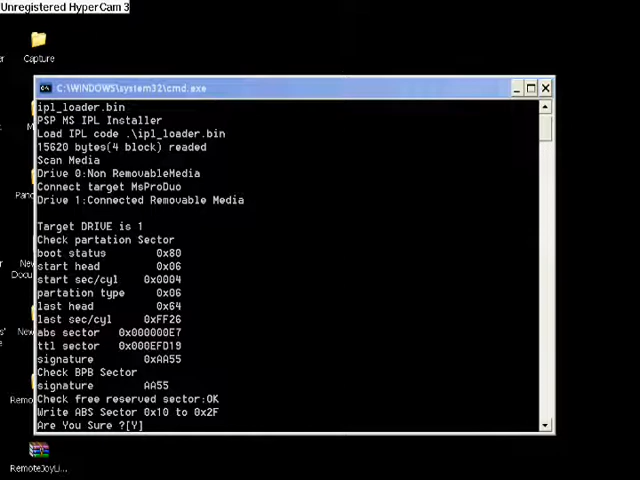 Unregistered HyperCam 3
Capture
C:\WINDOWS\system32\cmd.exe
ipl_loader.bin
PSP MS IPL Installer
Load IPL code .\ipl_loader.bin
15620 bytes(4 block) readed
Scan Media
Drive 0:Non RemovableMedia
Connect target MsProDuo
Drive 1:Connected Removable Media
Target DRIVE is 1
Check partation Sector
boot status 0x80
start head 0x06
start sec/cyl 0x0004
partation type 0x06
last head 0x64
last sec/cyl 0xFF26
abs sector 0x000000E7
ttl sector 0x000EFD19
signature 0xAA55
Check BPB Sector
signature AA55
Check free reserved sector:OK
Write ABS Sector 0x10 to 0x2F
Are You Sure ?[Y]
RemoteJoyLi...